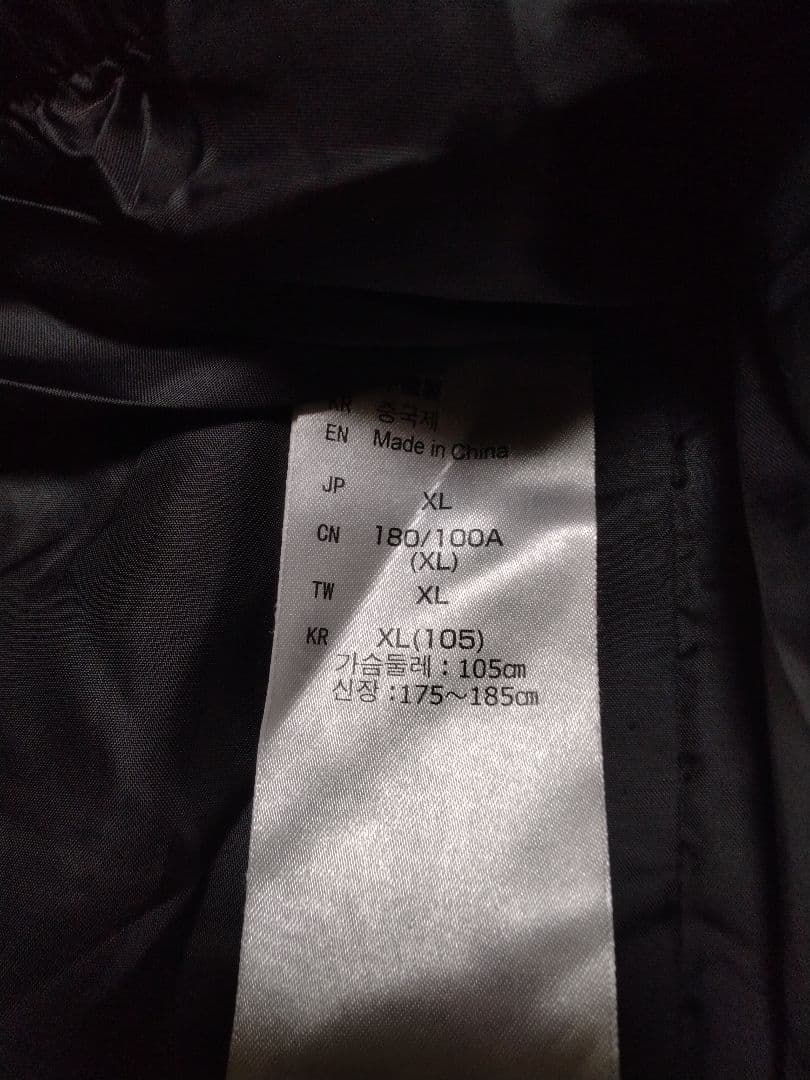 KR 중국제
EN Made in China
JP XL
CN 180/100A
(XL)
TW XL
KR XL(105)
가슴둘레 : 105㎝
신장 :175～185㎝